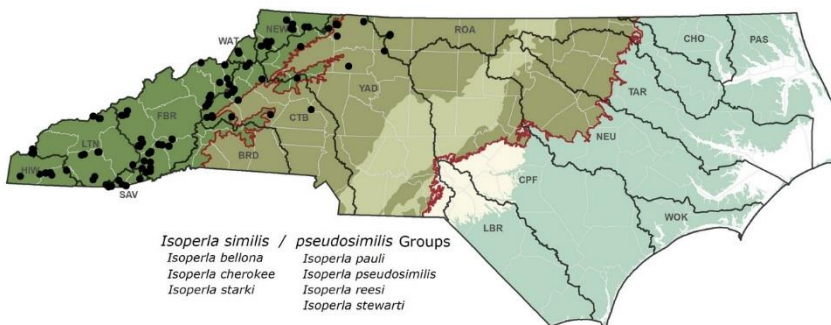 NEW
WAT
ROA
CHO
PAS
YAD
TAR
FBR
CTB
LTN
NEU
BRD
HIW
CPF
SAV
WOK
LBR
Isoperla similis / pseudosimilis Groups
Isoperla bellona Isoperla pauli
Isoperla cherokee Isoperla pseudosimilis
Isoperla starki Isoperla reesi
Isoperla stewarti